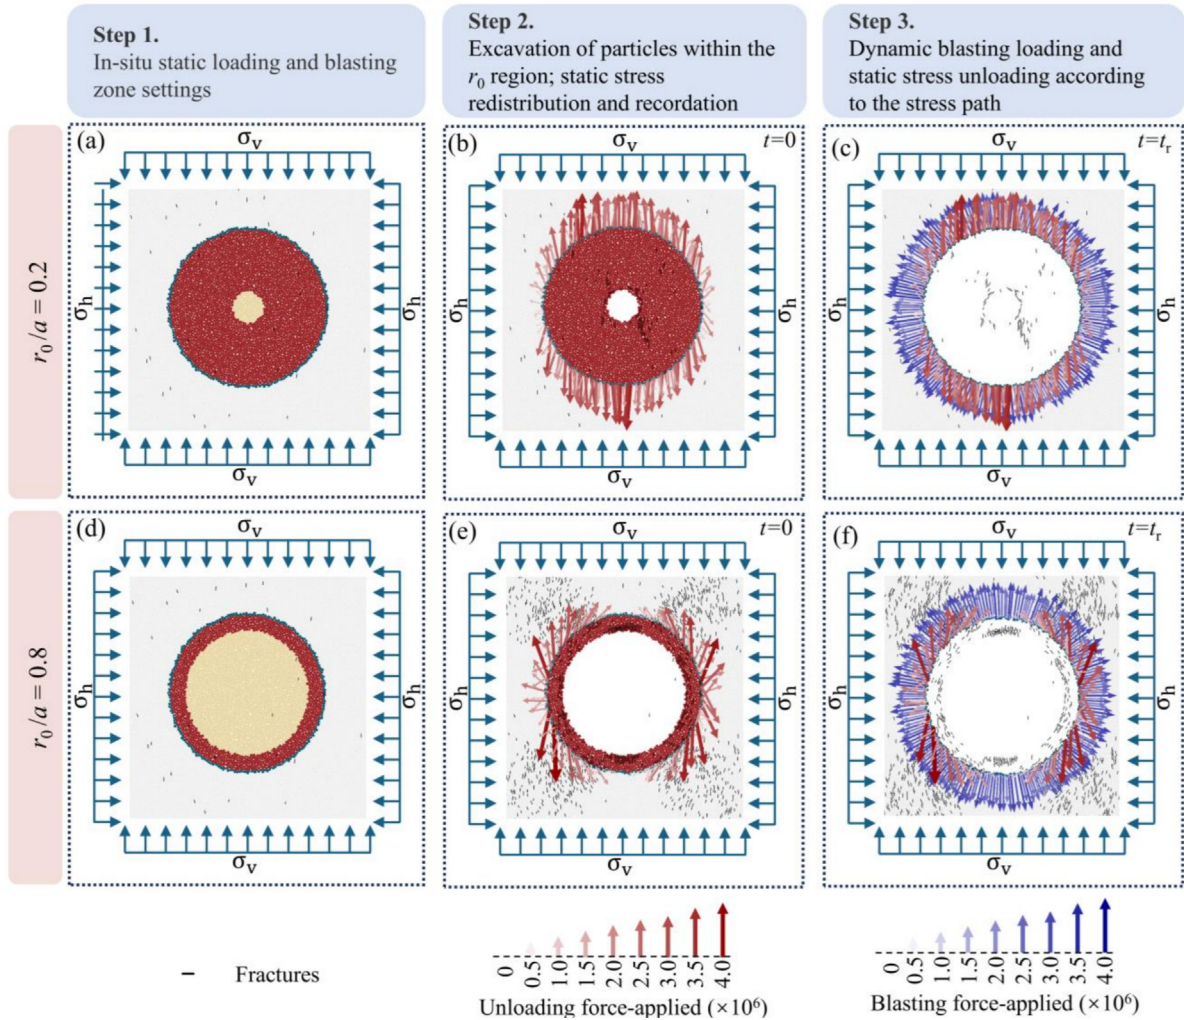 Step 1.
In-situ static loading and blasting
zone settings
Step 2.
Excavation of particles within the
r₀ region; static stress
redistribution and recordation
Step 3.
Dynamic blasting loading and
static stress unloading according
to the stress path
r₀/a = 0.2
(a)
σᵥ
σₕ
σₕ
σᵥ
(b)
σᵥ
t=0
σₕ
σₕ
σᵥ
(c)
σᵥ
t=tᵣ
σₕ
σₕ
σᵥ
r₀/a = 0.8
(d)
σᵥ
σₕ
σₕ
σᵥ
(e)
σᵥ
t=0
σₕ
σₕ
σᵥ
(f)
σᵥ
t=tᵣ
σₕ
σₕ
σᵥ
Fractures
0 0.5 1.0 1.5 2.0 2.5 3.0 3.5 4.0
Unloading force-applied (×10⁶)
0 0.5 1.0 1.5 2.0 2.5 3.0 3.5 4.0
Blasting force-applied (×10⁶)